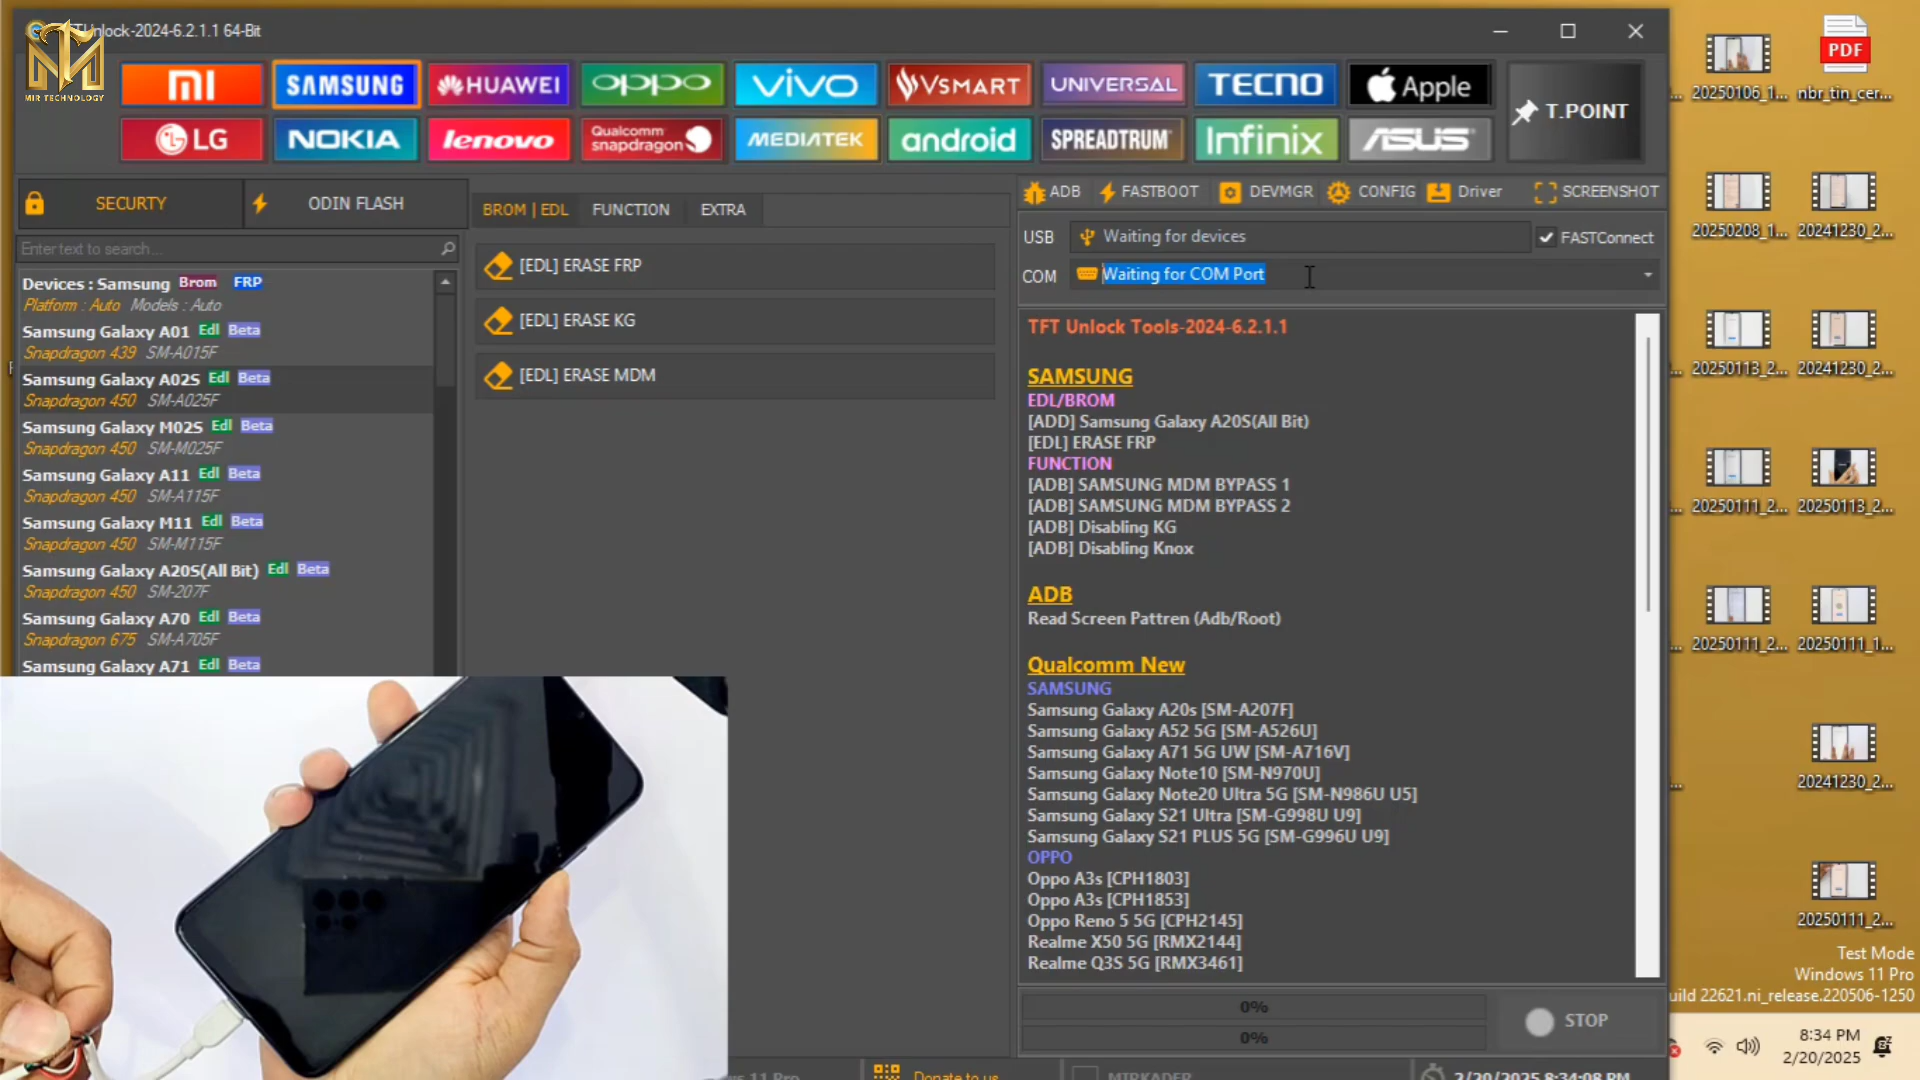 TFTUnlock-2024-6.2.1.1 64-Bit
MIR TECHNOLOGY
mi SAMSUNG HUAWEI oppo vivo VSMART UNIVERSAL TECNO Apple
T.POINT
LG NOKIA lenovo Qualcomm snapdragon MEDIATEK android SPREADTRUM Infinix ASUS
SECURTY ODIN FLASH
Enter text to search...
Devices : Samsung Brom FRP
Platform : Auto Models : Auto
Samsung Galaxy A01 Edl Beta
Snapdragon 439 SM-A015F
Samsung Galaxy A02S Edl Beta
Snapdragon 450 SM-A025F
Samsung Galaxy M02S Edl Beta
Snapdragon 450 SM-M025F
Samsung Galaxy A11 Edl Beta
Snapdragon 450 SM-A115F
Samsung Galaxy M11 Edl Beta
Snapdragon 450 SM-M115F
Samsung Galaxy A20S(All Bit) Edl Beta
Snapdragon 450 SM-207F
Samsung Galaxy A70 Edl Beta
Snapdragon 675 SM-A705F
Samsung Galaxy A71 Edl Beta
BROM | EDL FUNCTION EXTRA
[EDL] ERASE FRP
[EDL] ERASE KG
[EDL] ERASE MDM
ADB FASTBOOT DEVMGR CONFIG Driver SCREENSHOT
USB Waiting for devices FASTConnect
COM Waiting for COM Port
TFT Unlock Tools-2024-6.2.1.1
SAMSUNG
EDL/BROM
[ADD] Samsung Galaxy A20S(All Bit)
[EDL] ERASE FRP
FUNCTION
[ADB] SAMSUNG MDM BYPASS 1
[ADB] SAMSUNG MDM BYPASS 2
[ADB] Disabling KG
[ADB] Disabling Knox
ADB
Read Screen Pattren (Adb/Root)
Qualcomm New
SAMSUNG
Samsung Galaxy A20s [SM-A207F]
Samsung Galaxy A52 5G [SM-A526U]
Samsung Galaxy A71 5G UW [SM-A716V]
Samsung Galaxy Note10 [SM-N970U]
Samsung Galaxy Note20 Ultra 5G [SM-N986U U5]
Samsung Galaxy S21 Ultra [SM-G998U U9]
Samsung Galaxy S21 PLUS 5G [SM-G996U U9]
OPPO
Oppo A3s [CPH1803]
Oppo A3s [CPH1853]
Oppo Reno 5 5G [CPH2145]
Realme X50 5G [RMX2144]
Realme Q3S 5G [RMX3461]
0%
0%
STOP
Donate to us
MIRKADER
2/20/2025 8:34:08 PM
PDF
20250106_1... nbr_tin_cer...
20250208_1... 20241230_2...
20250113_2... 20241230_2...
20250111_2... 20250113_2...
20250111_2... 20250111_1...
20241230_2...
20250111_2...
Test Mode
Windows 11 Pro
uild 22621.ni_release.220506-1250
8:34 PM
2/20/2025